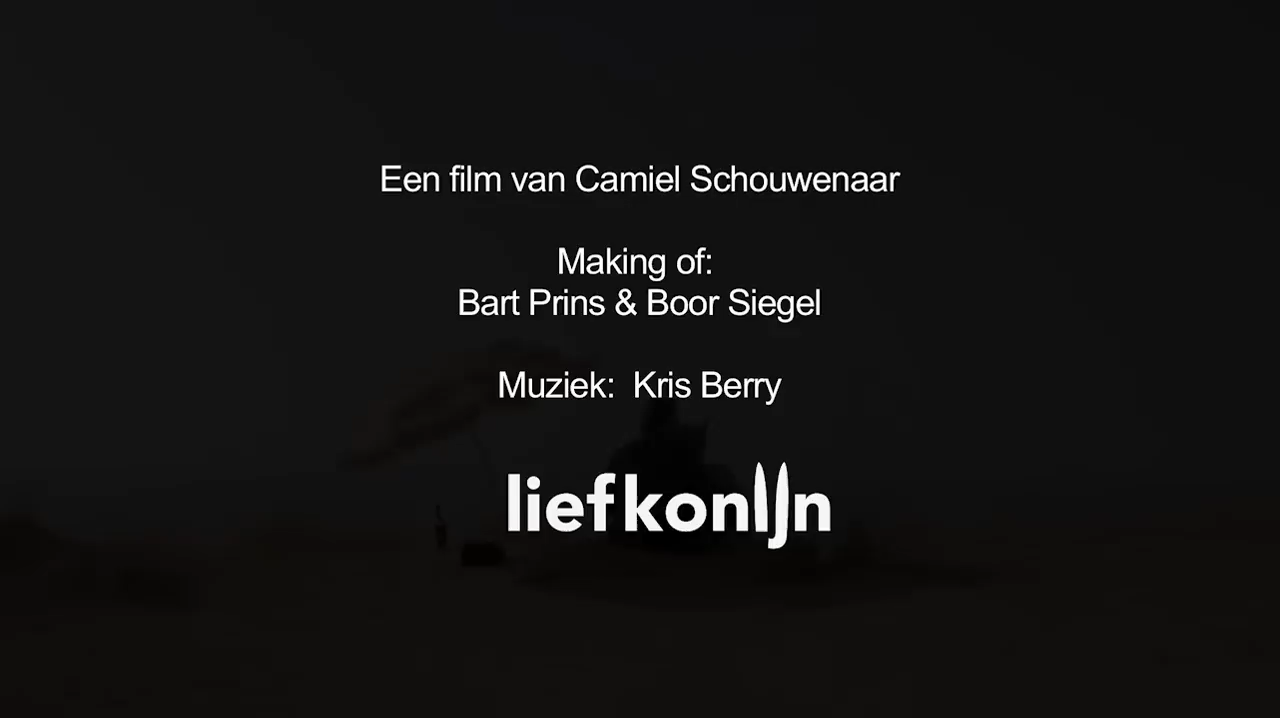 Een film van Camiel Schouwenaar
Making of:
Bart Prins & Boor Siegel
Muziek: Kris Berry
liefkonijn